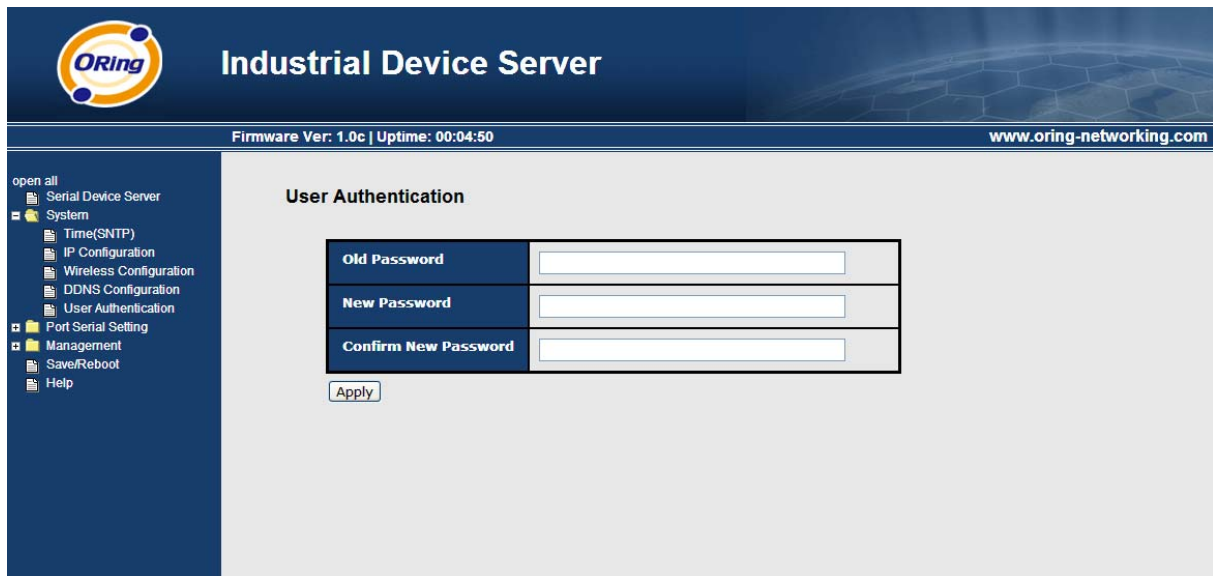 ORing
Industrial Device Server
Firmware Ver: 1.0c | Uptime: 00:04:50
www.oring-networking.com
open all
Serial Device Server
System
Time(SNTP)
IP Configuration
Wireless Configuration
DDNS Configuration
User Authentication
Port Serial Setting
Management
Save/Reboot
Help
User Authentication
Old Password
New Password
Confirm New Password
Apply